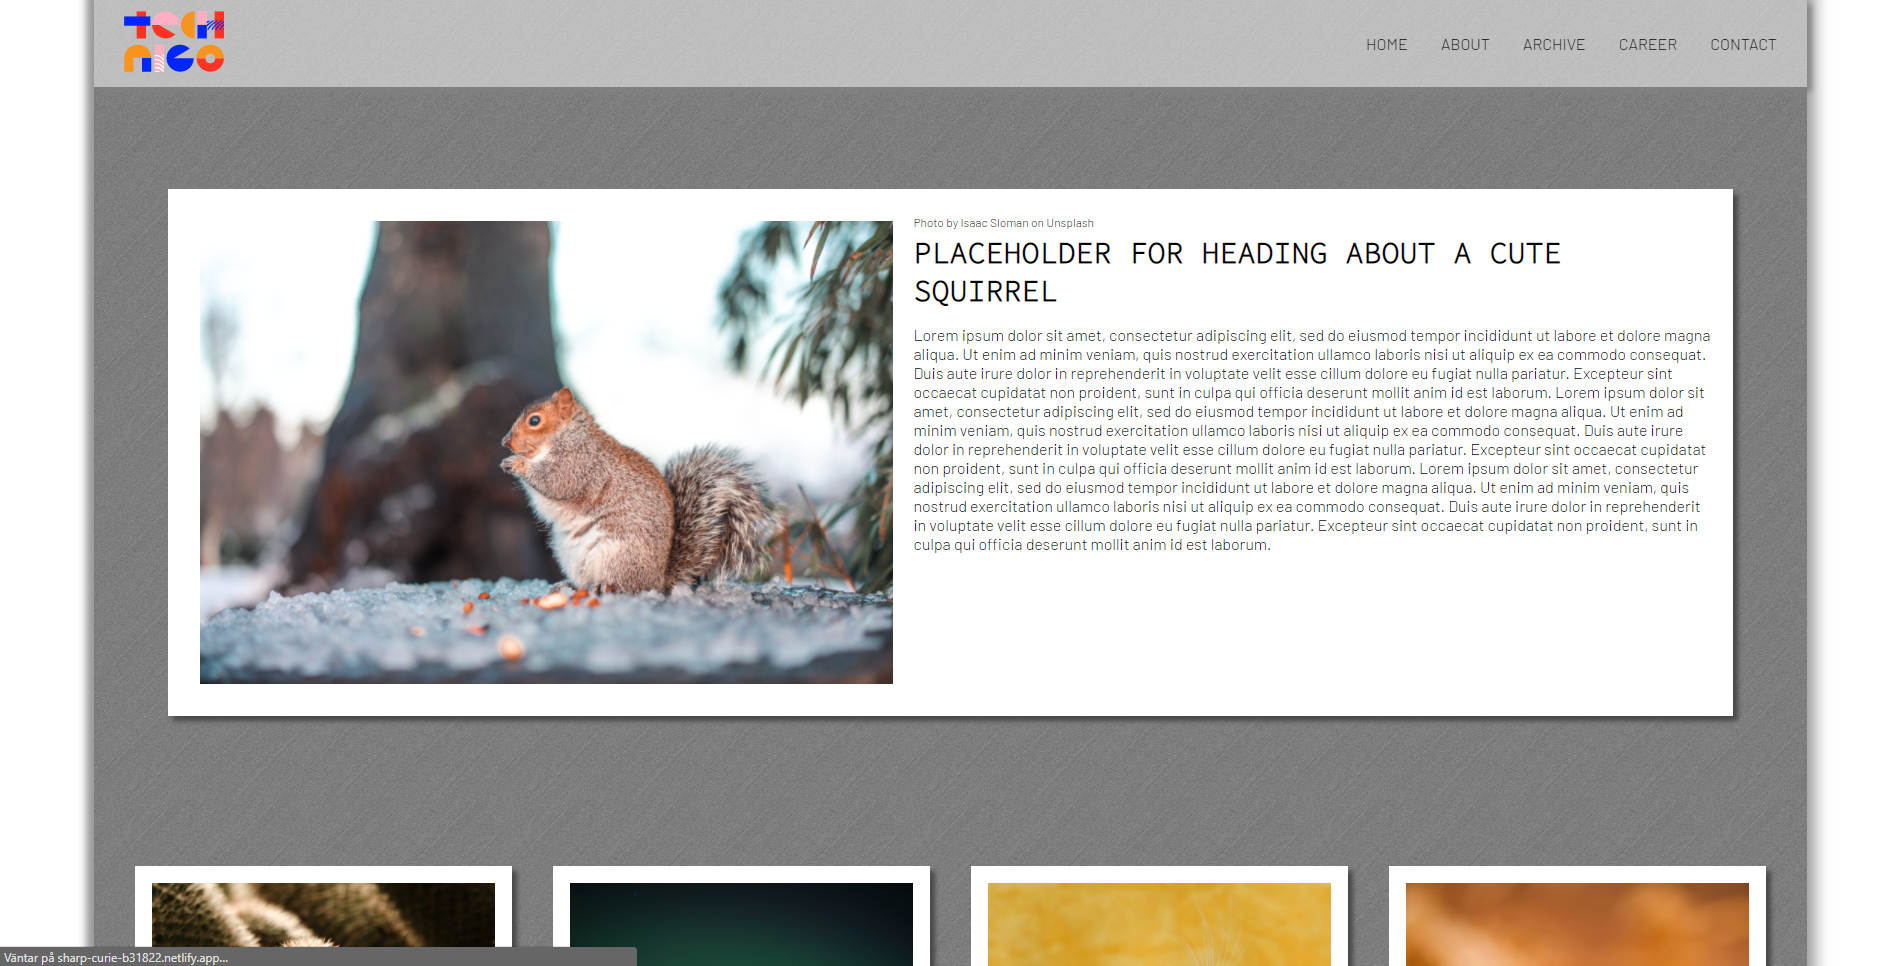 TECH
NICO
HOME ABOUT ARCHIVE CAREER CONTACT
Photo by Isaac Sloman on Unsplash
PLACEHOLDER FOR HEADING ABOUT A CUTE
SQUIRREL
Lorem ipsum dolor sit amet, consectetur adipiscing elit, sed do eiusmod tempor incididunt ut labore et dolore magna
aliqua. Ut enim ad minim veniam, quis nostrud exercitation ullamco laboris nisi ut aliquip ex ea commodo consequat.
Duis aute irure dolor in reprehenderit in voluptate velit esse cillum dolore eu fugiat nulla pariatur. Excepteur sint
occaecat cupidatat non proident, sunt in culpa qui officia deserunt mollit anim id est laborum. Lorem ipsum dolor sit
amet, consectetur adipiscing elit, sed do eiusmod tempor incididunt ut labore et dolore magna aliqua. Ut enim ad
minim veniam, quis nostrud exercitation ullamco laboris nisi ut aliquip ex ea commodo consequat. Duis aute irure
dolor in reprehenderit in voluptate velit esse cillum dolore eu fugiat nulla pariatur. Excepteur sint occaecat cupidatat
non proident, sunt in culpa qui officia deserunt mollit anim id est laborum. Lorem ipsum dolor sit amet, consectetur
adipiscing elit, sed do eiusmod tempor incididunt ut labore et dolore magna aliqua. Ut enim ad minim veniam, quis
nostrud exercitation ullamco laboris nisi ut aliquip ex ea commodo consequat. Duis aute irure dolor in reprehenderit
in voluptate velit esse cillum dolore eu fugiat nulla pariatur. Excepteur sint occaecat cupidatat non proident, sunt in
culpa qui officia deserunt mollit anim id est laborum.
Väntar på sharp-curie-b31822.netlify.app...